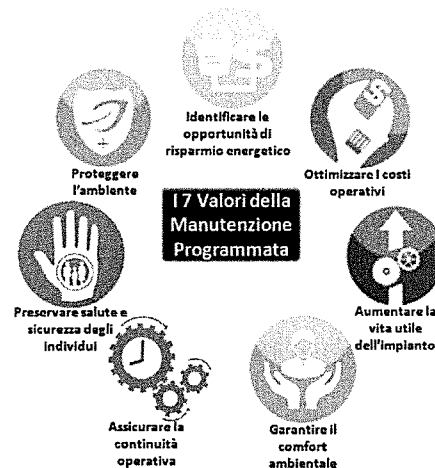 Identificare le
opportunità di
risparmio energetico
Ottimizzare i costi
operativi
Aumentare la
vita utile
dell'impianto
Garantire il
comfort
ambientale
Assicurare la
continuità
operativa
Preservare salute e
sicurezza degli
individui
Proteggere
l'ambiente
I 7 Valori della
Manutenzione
Programmata